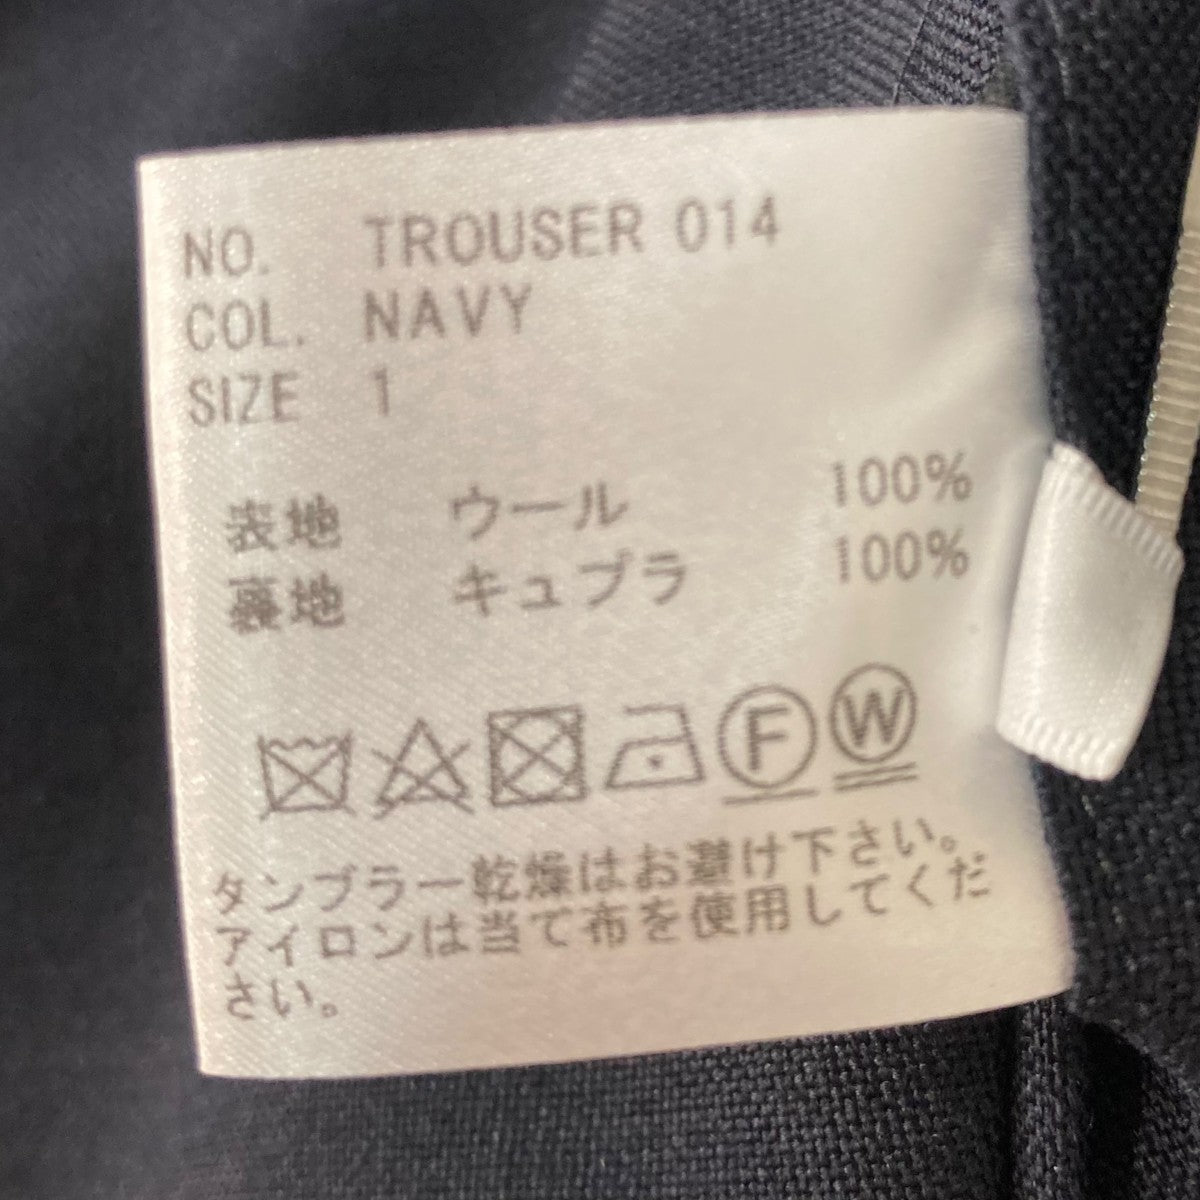 NO. TROUSER 014
COL. NAVY
SIZE 1
表地 ウール 100%
裏地 キュプラ 100%
F W
タンブラー乾燥はお避け下さい。
アイロンは当て布を使用してくだ
さい。